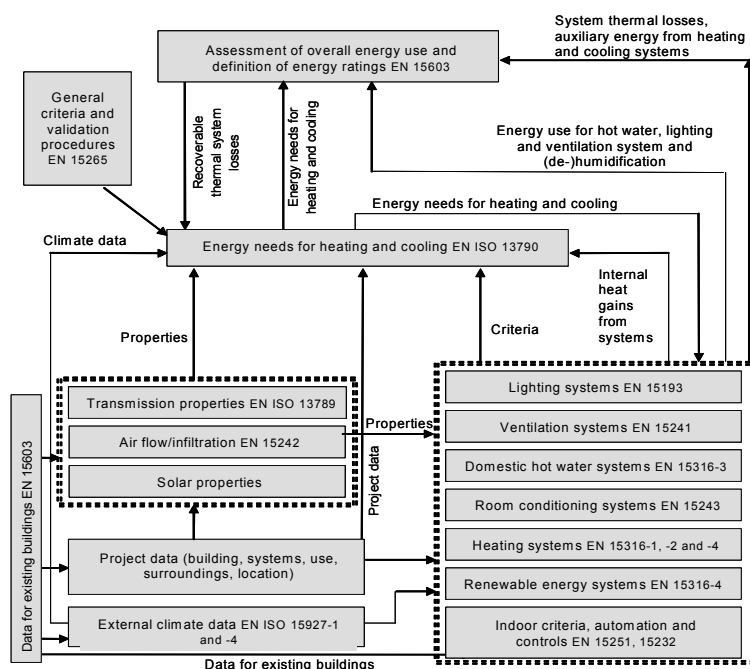 System thermal losses,
auxiliary energy from heating
and cooling systems
Assessment of overall energy use and
definition of energy ratings EN 15603
General
criteria and
validation
procedures
EN 15265
Recoverable
thermal system
losses
Energy needs for
heating and cooling
Energy use for hot water, lighting
and ventilation system and
(de-)humidification
Energy needs for heating and cooling
Climate data
Energy needs for heating and cooling EN ISO 13790
Internal
heat
gains
from
systems
Properties
Criteria
Transmission properties EN ISO 13789
Air flow/infiltration EN 15242
Solar properties
Properties
Project data
Lighting systems EN 15193
Ventilation systems EN 15241
Domestic hot water systems EN 15316-3
Room conditioning systems EN 15243
Heating systems EN 15316-1, -2 and -4
Renewable energy systems EN 15316-4
Indoor criteria, automation and
controls EN 15251, 15232
Data for existing buildings EN 15603
Project data (building, systems, use,
surroundings, location)
External climate data EN ISO 15927-1
and -4
Data for existing buildings